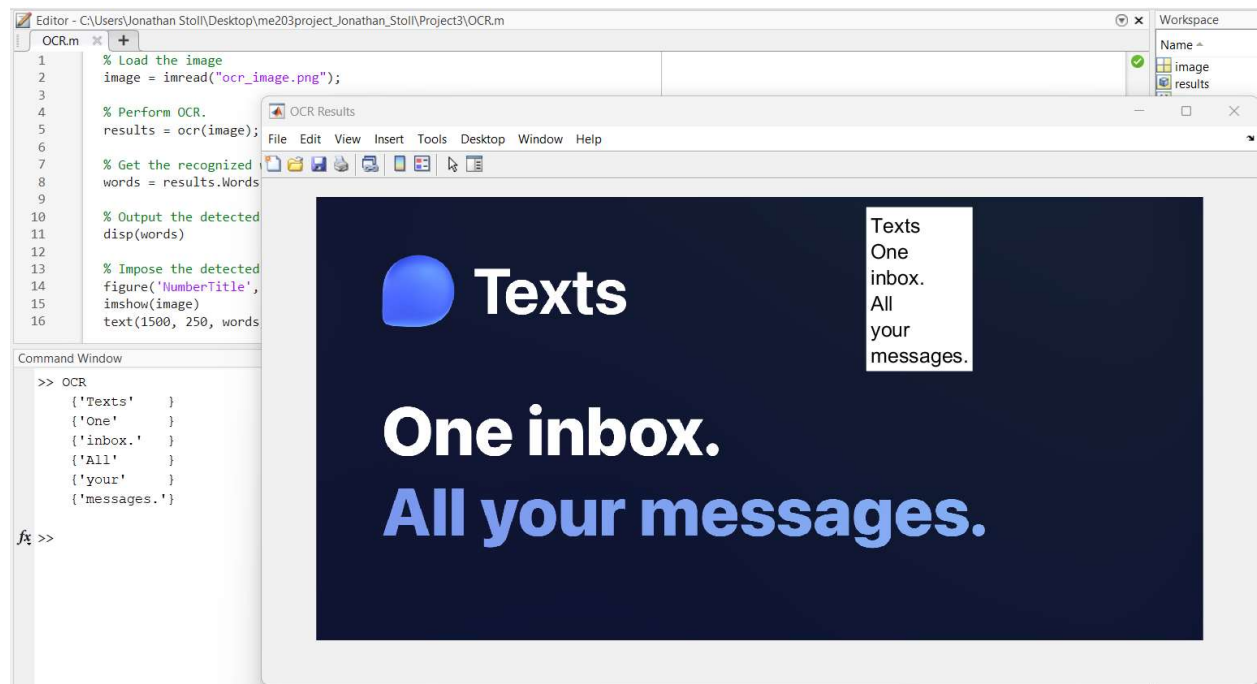 Editor - C:\Users\Jonathan Stoll\Desktop\me203project_Jonathan_Stoll\Project3\OCR.m
OCR.m
1 % Load the image
2 image = imread("ocr_image.png");
3
4 % Perform OCR.
5 results = ocr(image);
6
7 % Get the recognized
8 words = results.Words
9
10 % Output the detected
11 disp(words)
12
13 % Impose the detected
14 figure('NumberTitle',
15 imshow(image)
16 text(1500, 250, words
Workspace
Name
image
results
Command Window
>> OCR
{'Texts' }
{'One' }
{'inbox.' }
{'All' }
{'your' }
{'messages.'}
fx >>
OCR Results
File Edit View Insert Tools Desktop Window Help
Texts
One inbox.
All your messages.
Texts
One
inbox.
All
your
messages.